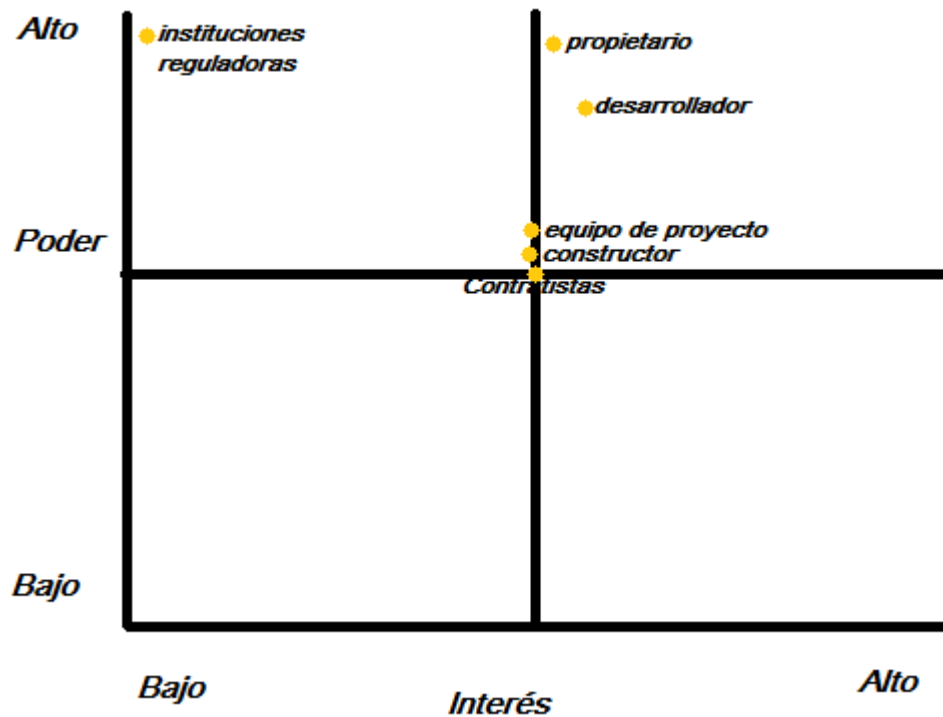 Alto
instituciones
reguladoras
propietario
desarrollador
Poder
equipo de proyecto
constructor
Contratistas
Bajo
Bajo
Interés
Alto